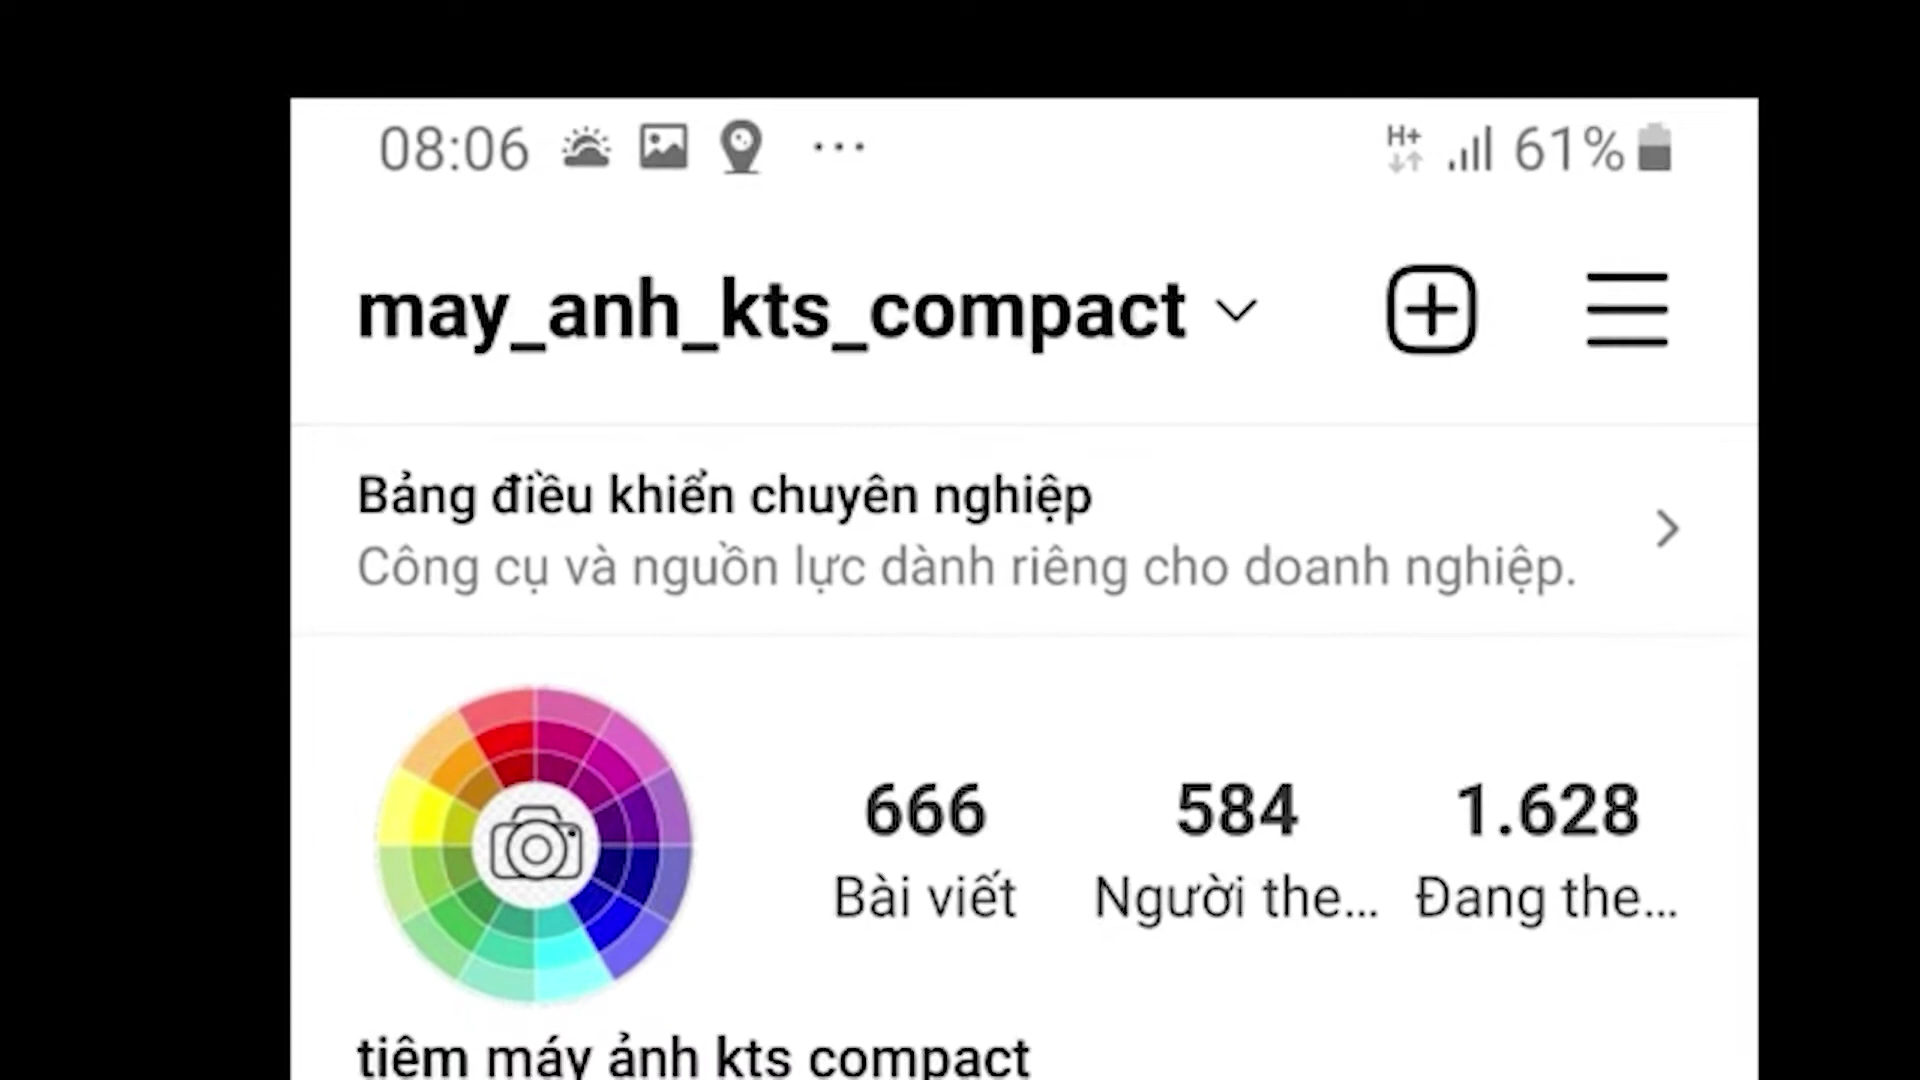 08:06 ... H+ 61%
may_anh_kts_compact
Bảng điều khiển chuyên nghiệp
Công cụ và nguồn lực dành riêng cho doanh nghiệp.
666 584 1.628
Bài viết Người the... Đang the...
tiệm máy ảnh kts compact